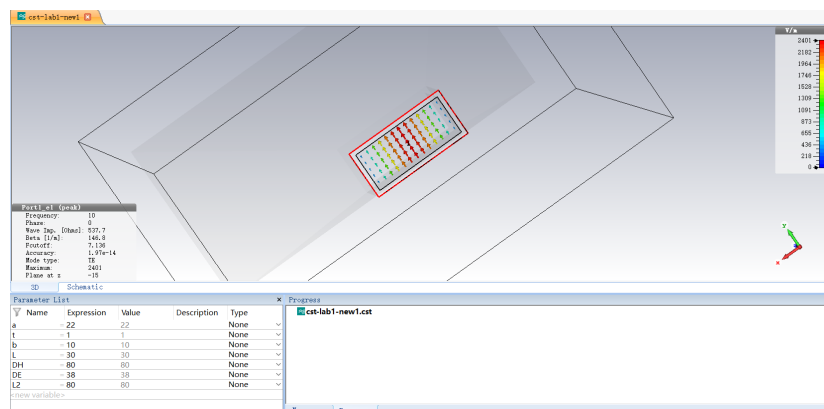 cst-lab1-new1
V/m
2401
2182
1964
1746
1528
1309
1091
873
655
436
218
0
Port1_e1 (peak)
Frequency: 10
Phase: 0
Wave Imp. [Ohms]: 537.7
Beta [1/m]: 146.8
Fcutoff: 7.136
Accuracy: 1.97e-14
Mode type: TE
Maximum: 2401
Plane at z -15
y
x
3D Schematic
Parameter List × Progress
Name Expression Value Description Type
a = 22 22 None
t = 1 1 None
b = 10 10 None
L = 30 30 None
DH = 80 80 None
DE = 38 38 None
L2 = 80 80 None
<new variable>
cst-lab1-new1.cst